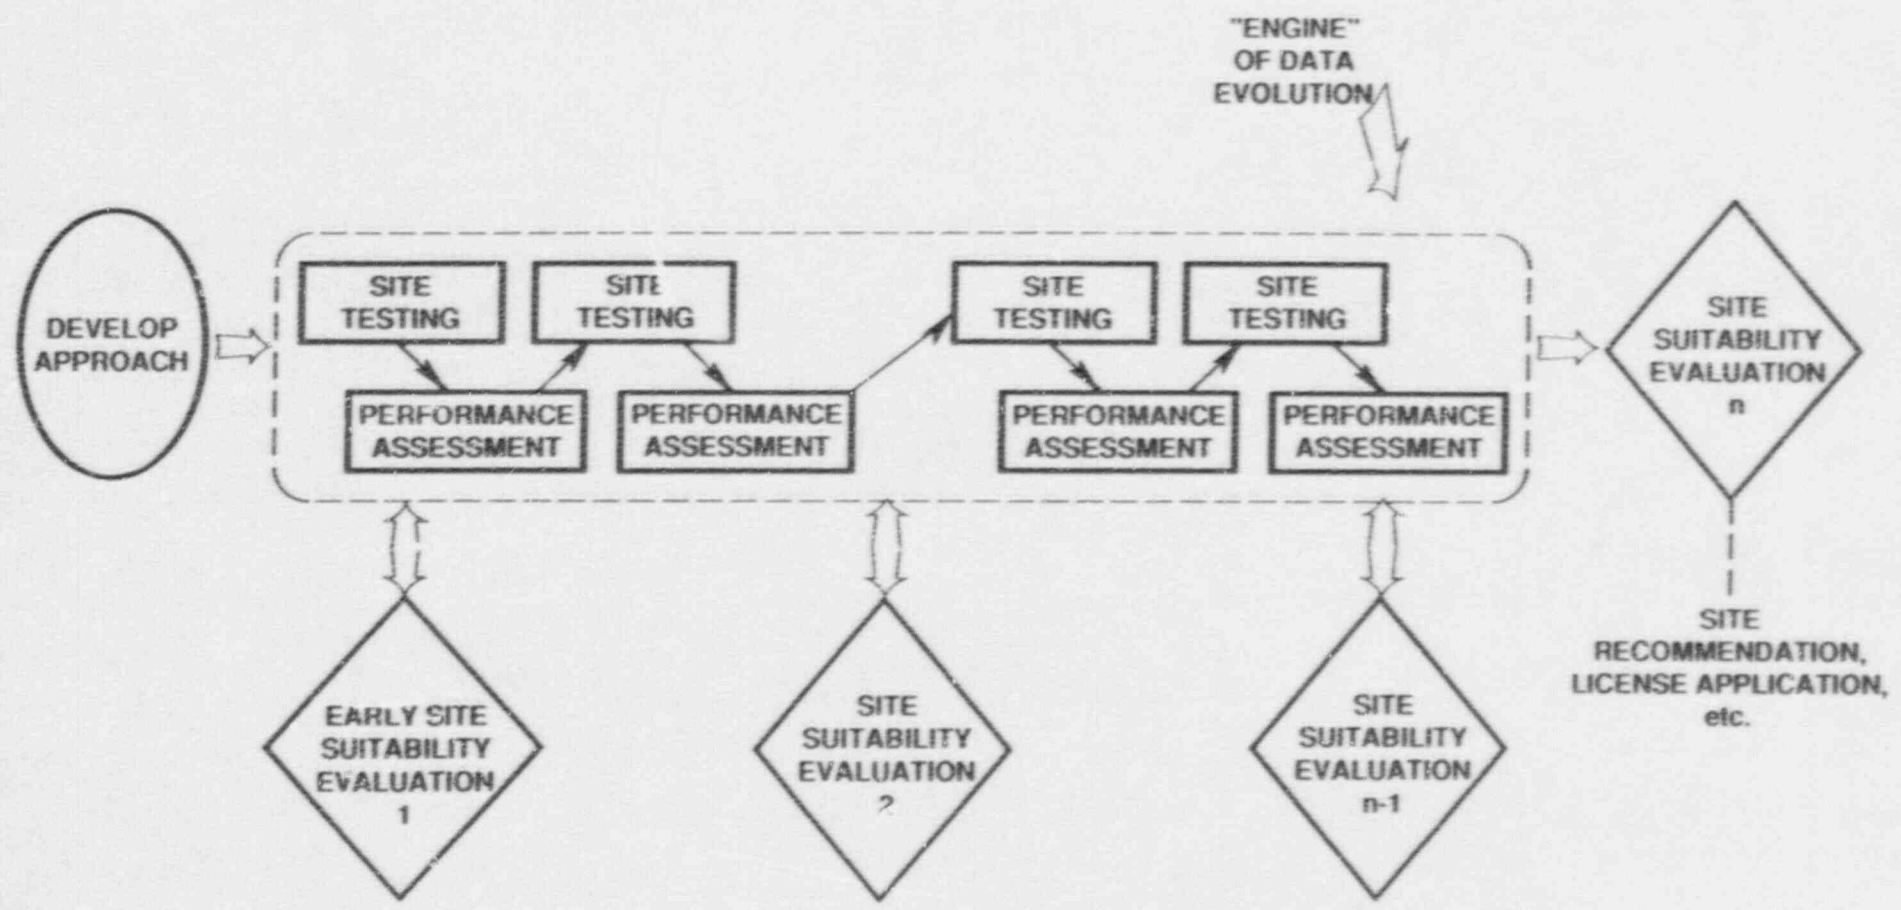 "ENGINE"
OF DATA
EVOLUTION
DEVELOP
APPROACH
SITE
TESTING
SITE
TESTING
SITE
TESTING
SITE
TESTING
PERFORMANCE
ASSESSMENT
PERFORMANCE
ASSESSMENT
PERFORMANCE
ASSESSMENT
PERFORMANCE
ASSESSMENT
SITE
SUITABILITY
EVALUATION
n
EARLY SITE
SUITABILITY
EVALUATION
1
SITE
SUITABILITY
EVALUATION
2
SITE
SUITABILITY
EVALUATION
n-1
SITE
RECOMMENDATION,
LICENSE APPLICATION,
etc.